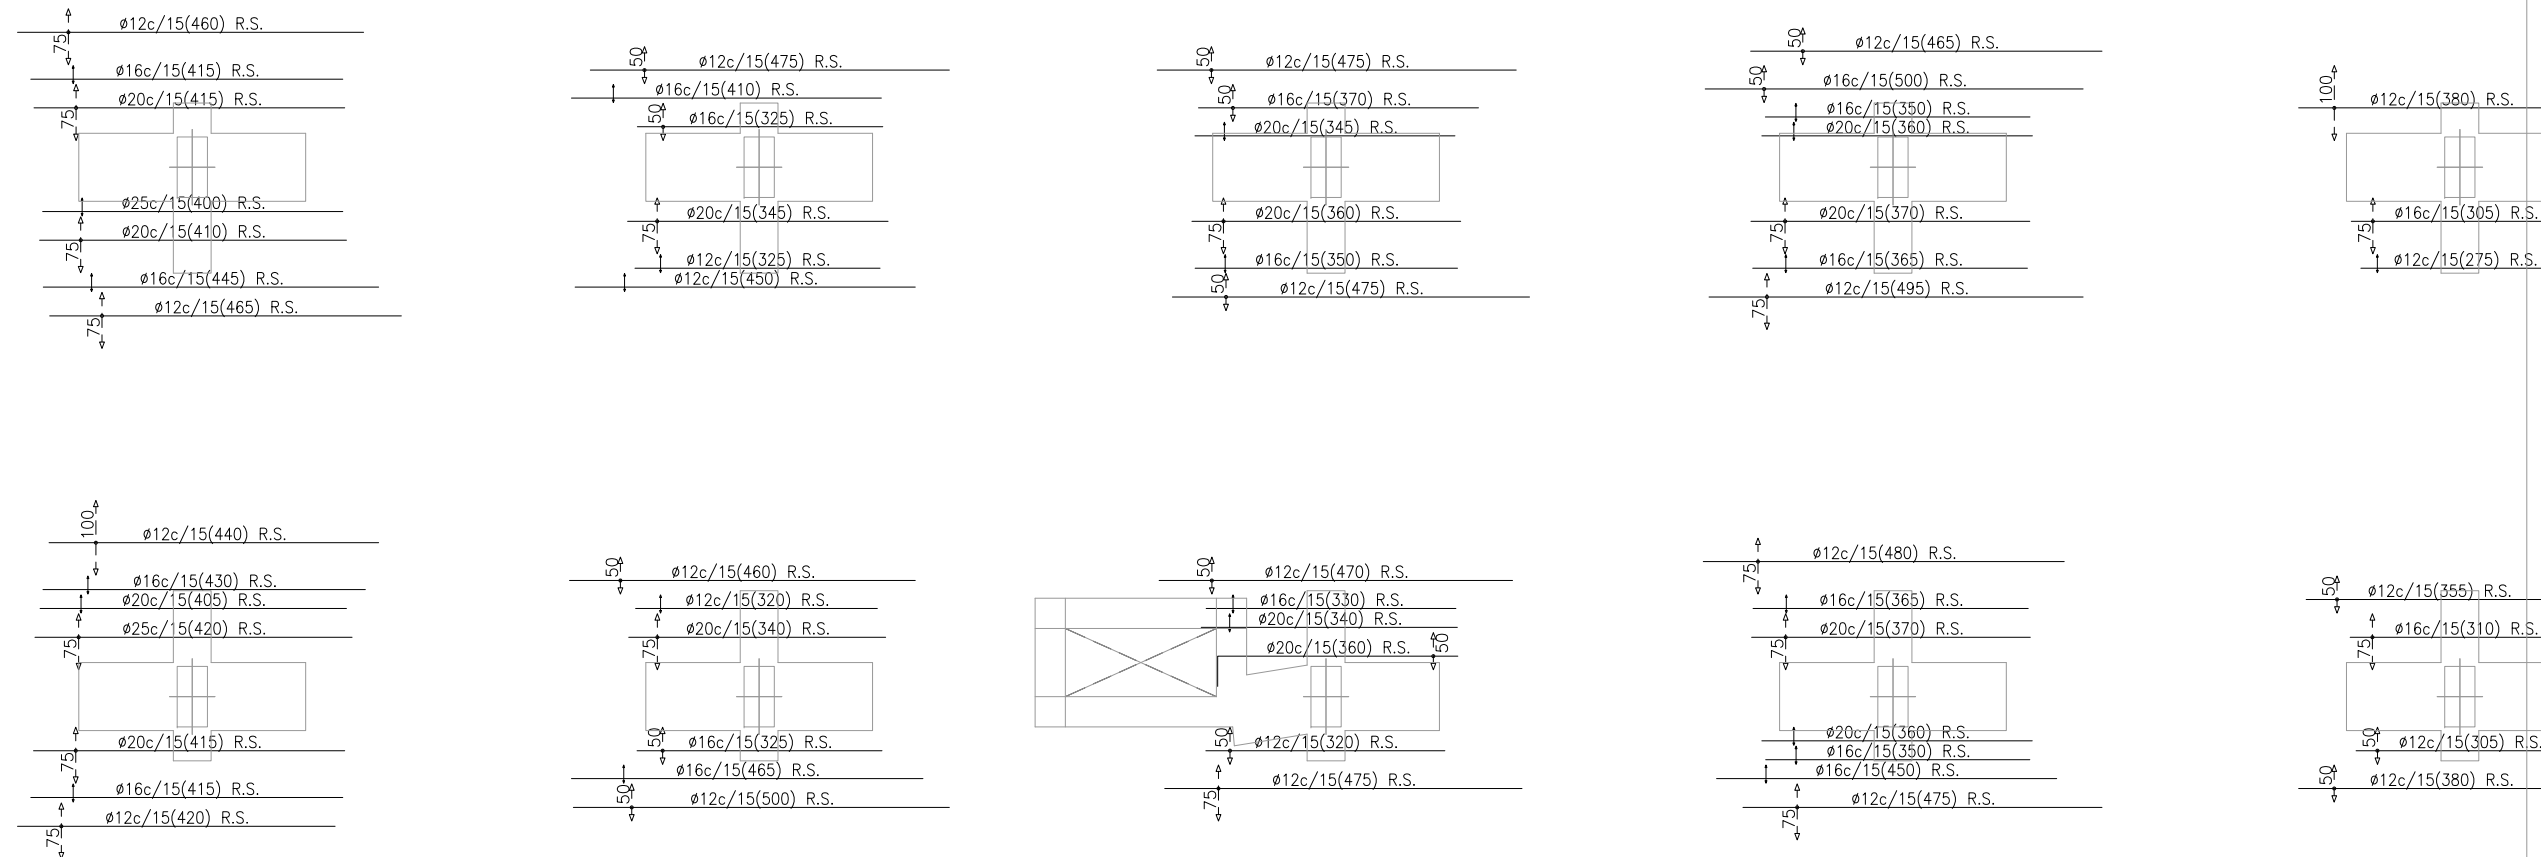 ø12c/15(460) R.S.
75
ø16c/15(415) R.S.
ø20c/15(415) R.S.
75
ø25c/15(400) R.S.
ø20c/15(410) R.S.
75
ø16c/15(445) R.S.
ø12c/15(465) R.S.
75
50
ø12c/15(475) R.S.
ø16c/15(410) R.S.
50
ø16c/15(325) R.S.
ø20c/15(345) R.S.
75
ø12c/15(325) R.S.
ø12c/15(450) R.S.
50
ø12c/15(475) R.S.
50
ø16c/15(370) R.S.
ø20c/15(345) R.S.
ø20c/15(360) R.S.
75
ø16c/15(350) R.S.
50
ø12c/15(475) R.S.
50
ø12c/15(465) R.S.
50
ø16c/15(500) R.S.
ø16c/15(350) R.S.
ø20c/15(360) R.S.
ø20c/15(370) R.S.
75
ø16c/15(365) R.S.
ø12c/15(495) R.S.
75
100
ø12c/15(380) R.S.
ø16c/15(305) R.S.
75
ø12c/15(275) R.S.
100
ø12c/15(440) R.S.
ø16c/15(430) R.S.
ø20c/15(405) R.S.
ø25c/15(420) R.S.
75
ø20c/15(415) R.S.
75
ø16c/15(415) R.S.
ø12c/15(420) R.S.
75
50
ø12c/15(460) R.S.
ø12c/15(320) R.S.
ø20c/15(340) R.S.
75
50
ø16c/15(325) R.S.
ø16c/15(465) R.S.
50
ø12c/15(500) R.S.
50
ø12c/15(470) R.S.
ø16c/15(330) R.S.
ø20c/15(340) R.S.
ø20c/15(360) R.S.
50
50
ø12c/15(320) R.S.
ø12c/15(475) R.S.
75
ø12c/15(480) R.S.
75
ø16c/15(365) R.S.
ø20c/15(370) R.S.
75
ø20c/15(360) R.S.
ø16c/15(350) R.S.
ø16c/15(450) R.S.
ø12c/15(475) R.S.
75
50
ø12c/15(355) R.S.
ø16c/15(310) R.S.
75
50
ø12c/15(305) R.S.
50
ø12c/15(380) R.S.